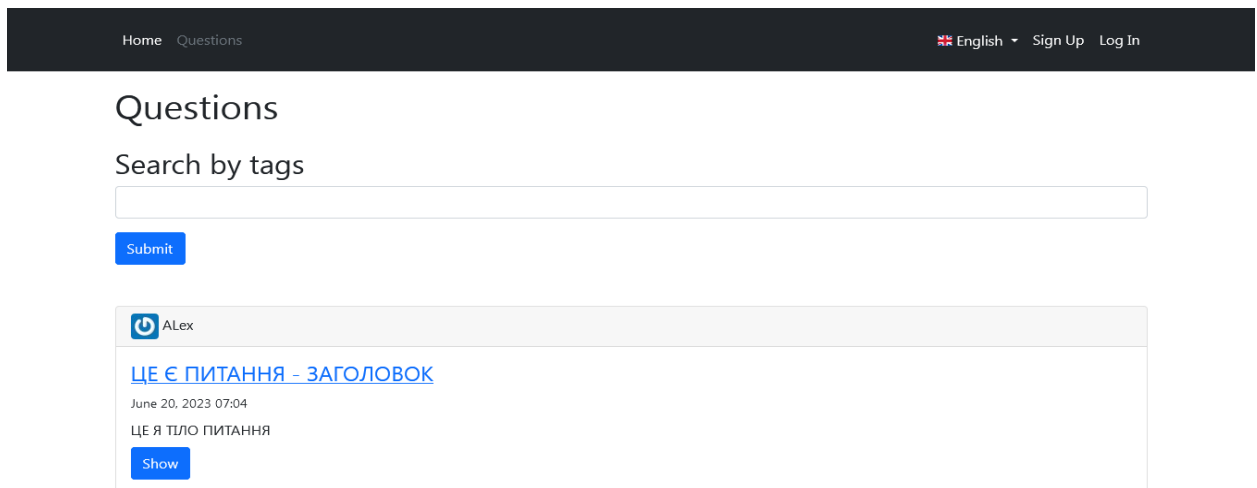 Home Questions English Sign Up Log In
Questions
Search by tags
Submit
ALex
ЦЕ Є ПИТАННЯ - ЗАГОЛОВОК
June 20, 2023 07:04
ЦЕ Я ТІЛО ПИТАННЯ
Show